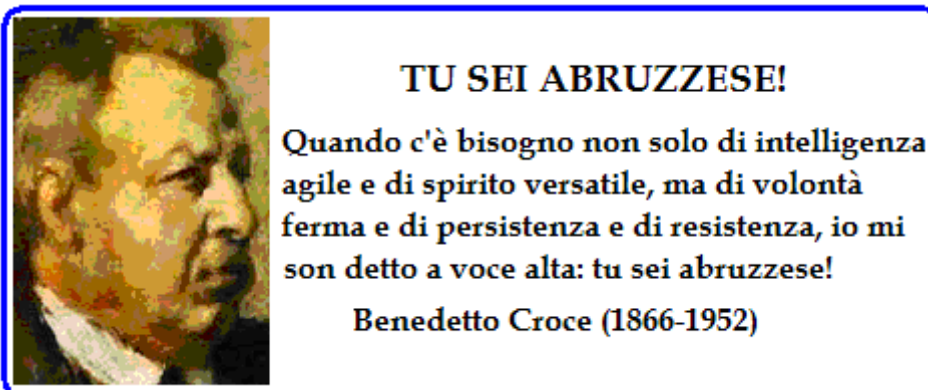 TU SEI ABRUZZESE!
Quando c'è bisogno non solo di intelligenza
agile e di spirito versatile, ma di volontà
ferma e di persistenza e di resistenza, io mi
son detto a voce alta: tu sei abruzzese!
Benedetto Croce (1866-1952)